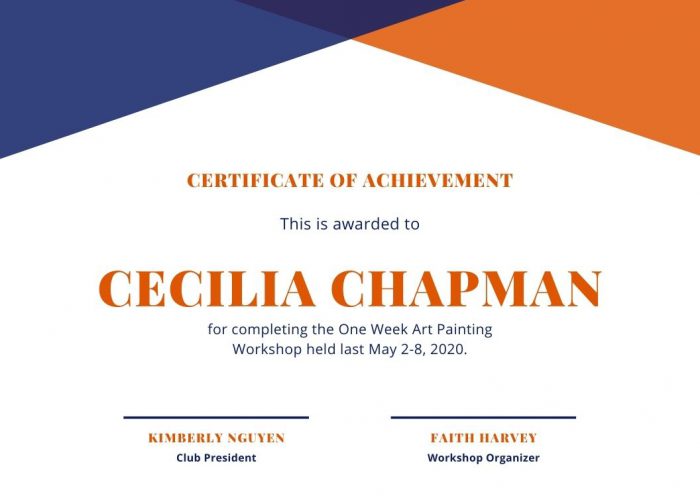 CERTIFICATE OF ACHIEVEMENT
This is awarded to
CECILIA CHAPMAN
for completing the One Week Art Painting
Workshop held last May 2-8, 2020.
KIMBERLY NGUYEN
Club President
FAITH HARVEY
Workshop Organizer